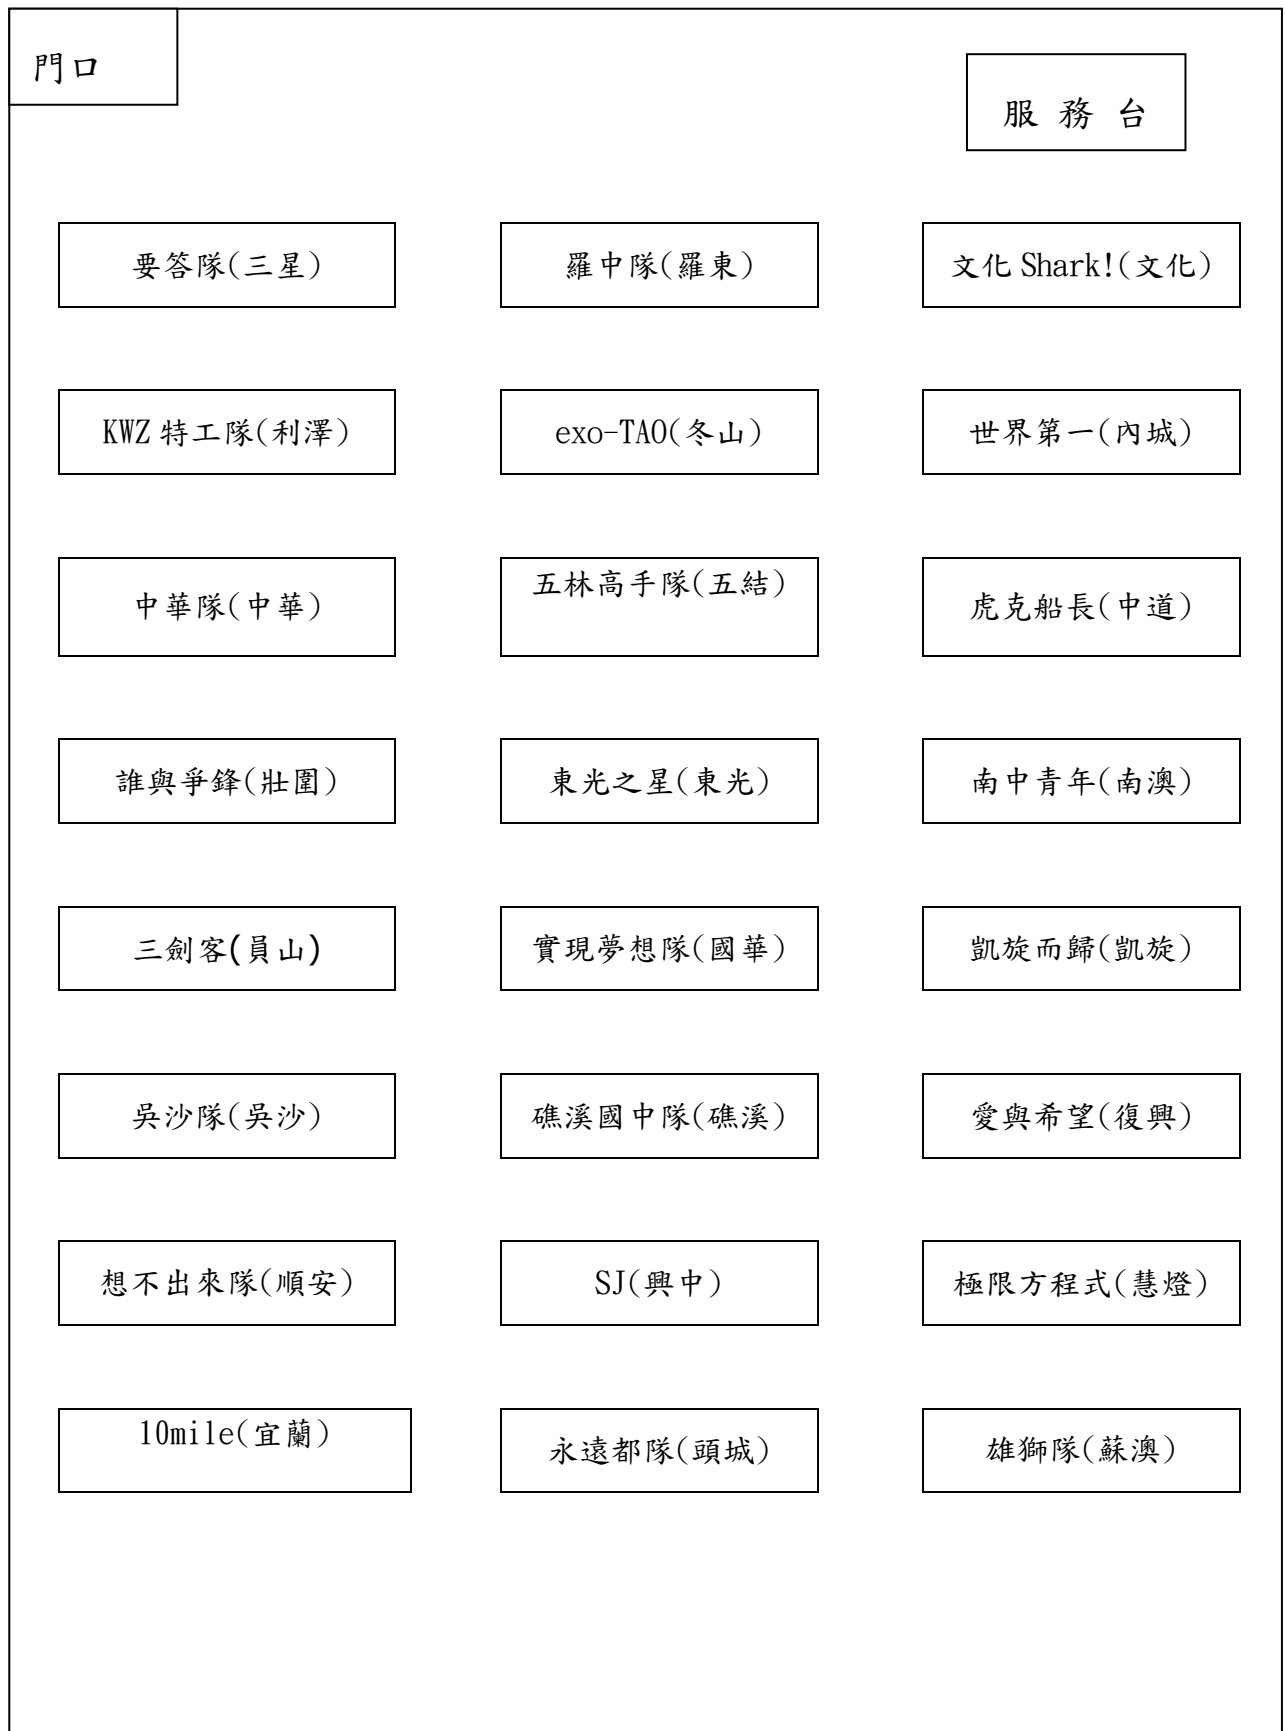 門口
服 務 台
要答隊(三星)
羅中隊(羅東)
文化 Shark!(文化)
KWZ 特工隊(利澤)
exo-TAO(冬山)
世界第一(內城)
中華隊(中華)
五林高手隊(五結)
虎克船長(中道)
誰與爭鋒(壯圍)
東光之星(東光)
南中青年(南澳)
三劍客(員山)
實現夢想隊(國華)
凱旋而歸(凱旋)
吳沙隊(吳沙)
礁溪國中隊(礁溪)
愛與希望(復興)
想不出來隊(順安)
SJ(興中)
極限方程式(慧燈)
10mile(宜蘭)
永遠都隊(頭城)
雄獅隊(蘇澳)